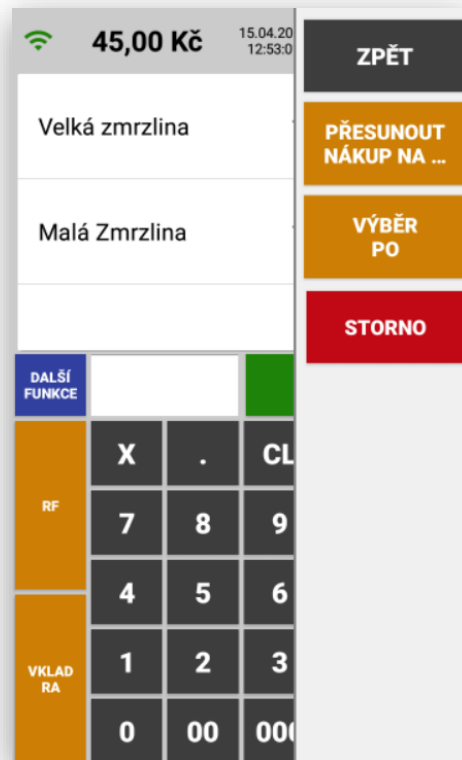 45,00 Kč
15.04.20
12:53:0
Velká zmrzlina
Malá Zmrzlina
DALŠÍ
FUNKCE
RF
VKLAD
RA
X . CL
7 8 9
4 5 6
1 2 3
0 00 000
ZPĚT
PŘESUNOUT
NÁKUP NA ...
VÝBĚR
PO
STORNO